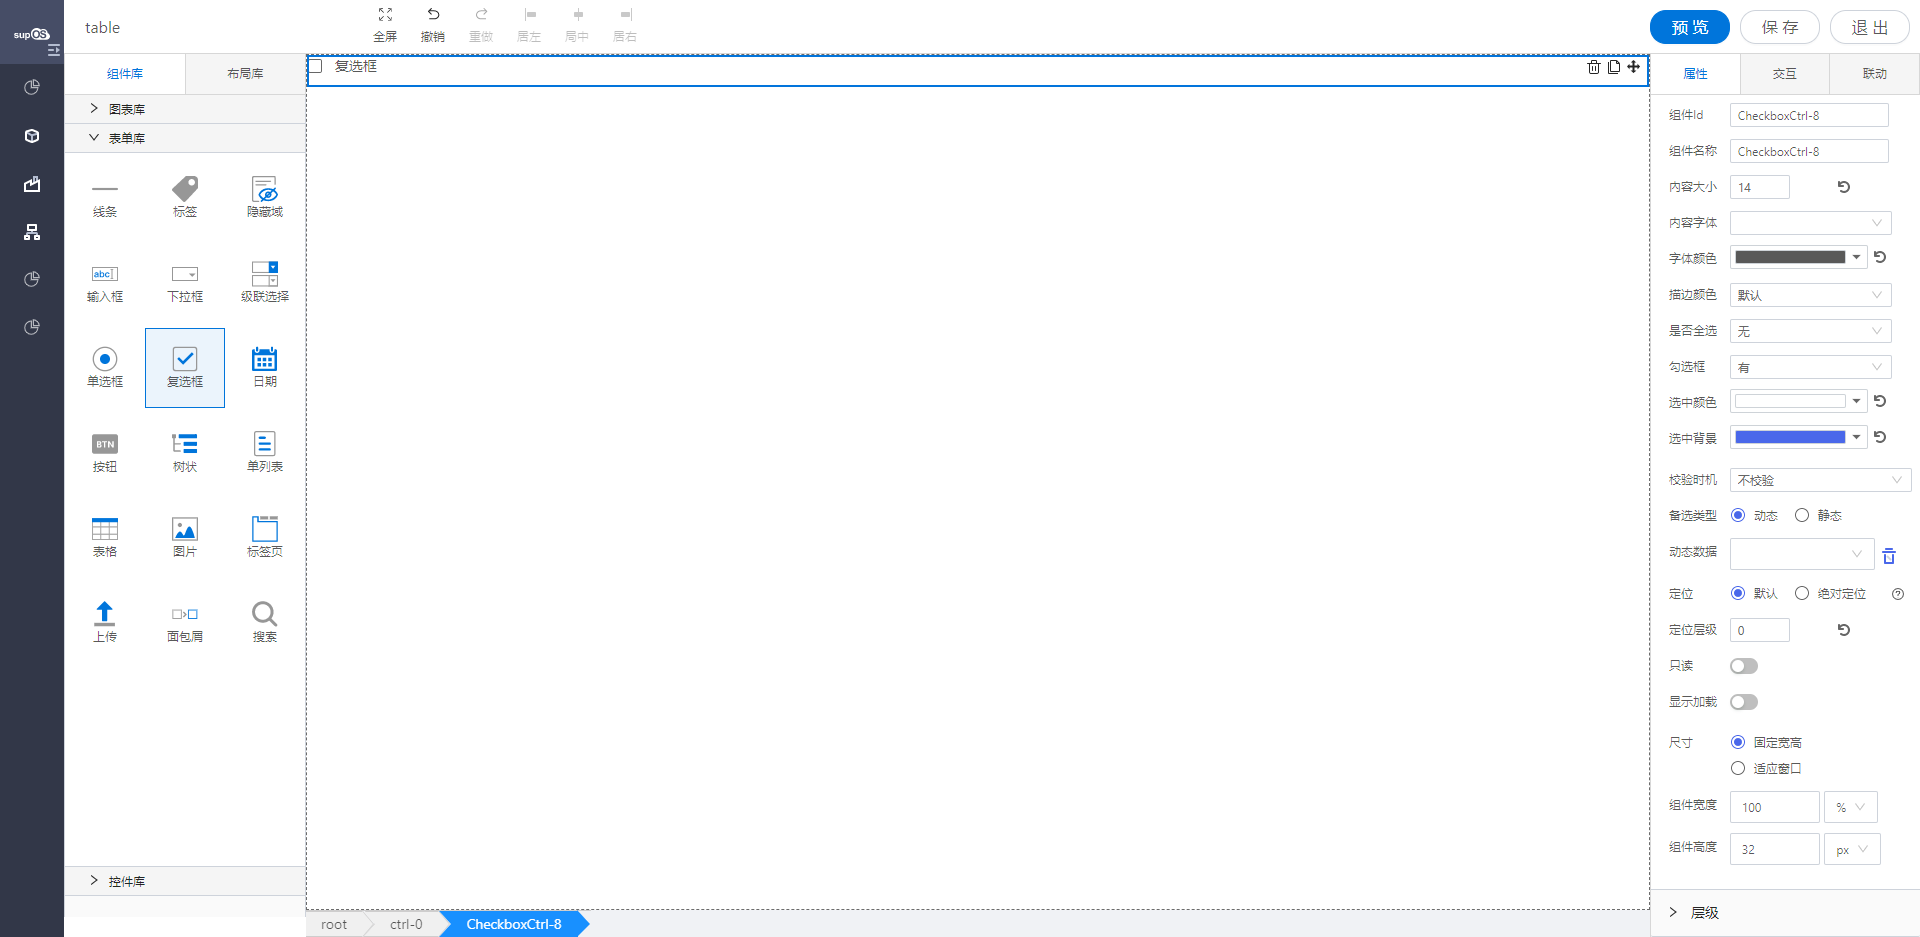 supOS
table
全屏
撤销
重做
居左
局中
居右
预 览
保 存
退 出
组件库
布局库
图表库
表单库
线条
标签
隐藏域
abc
输入框
下拉框
级联选择
单选框
复选框
日期
BTN
按钮
树状
单列表
表格
图片
标签页
上传
面包屑
搜索
控件库
复选框
root
ctrl-0
CheckboxCtrl-8
属性
交互
联动
组件Id
CheckboxCtrl-8
组件名称
CheckboxCtrl-8
内容大小
14
内容字体
字体颜色
描边颜色
默认
是否全选
无
勾选框
有
选中颜色
选中背景
校验时机
不校验
备选类型
动态
静态
动态数据
定位
默认
绝对定位
定位层级
0
只读
显示加载
尺寸
固定宽高
适应窗口
组件宽度
100
%
组件高度
32
px
层级